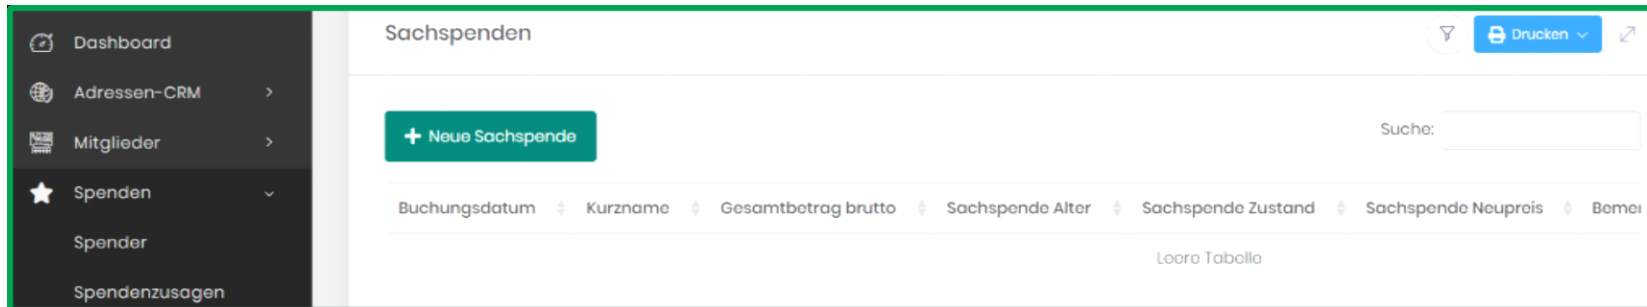 Dashboard
Adressen-CRM
Mitglieder
Spenden
Spender
Spendenzusagen
Sachspenden
Drucken
Neue Sachspende
Suche:
Buchungsdatum Kurzname Gesamtbetrag brutto Sachspende Alter Sachspende Zustand Sachspende Neupreis Bemer
Leere Tabelle